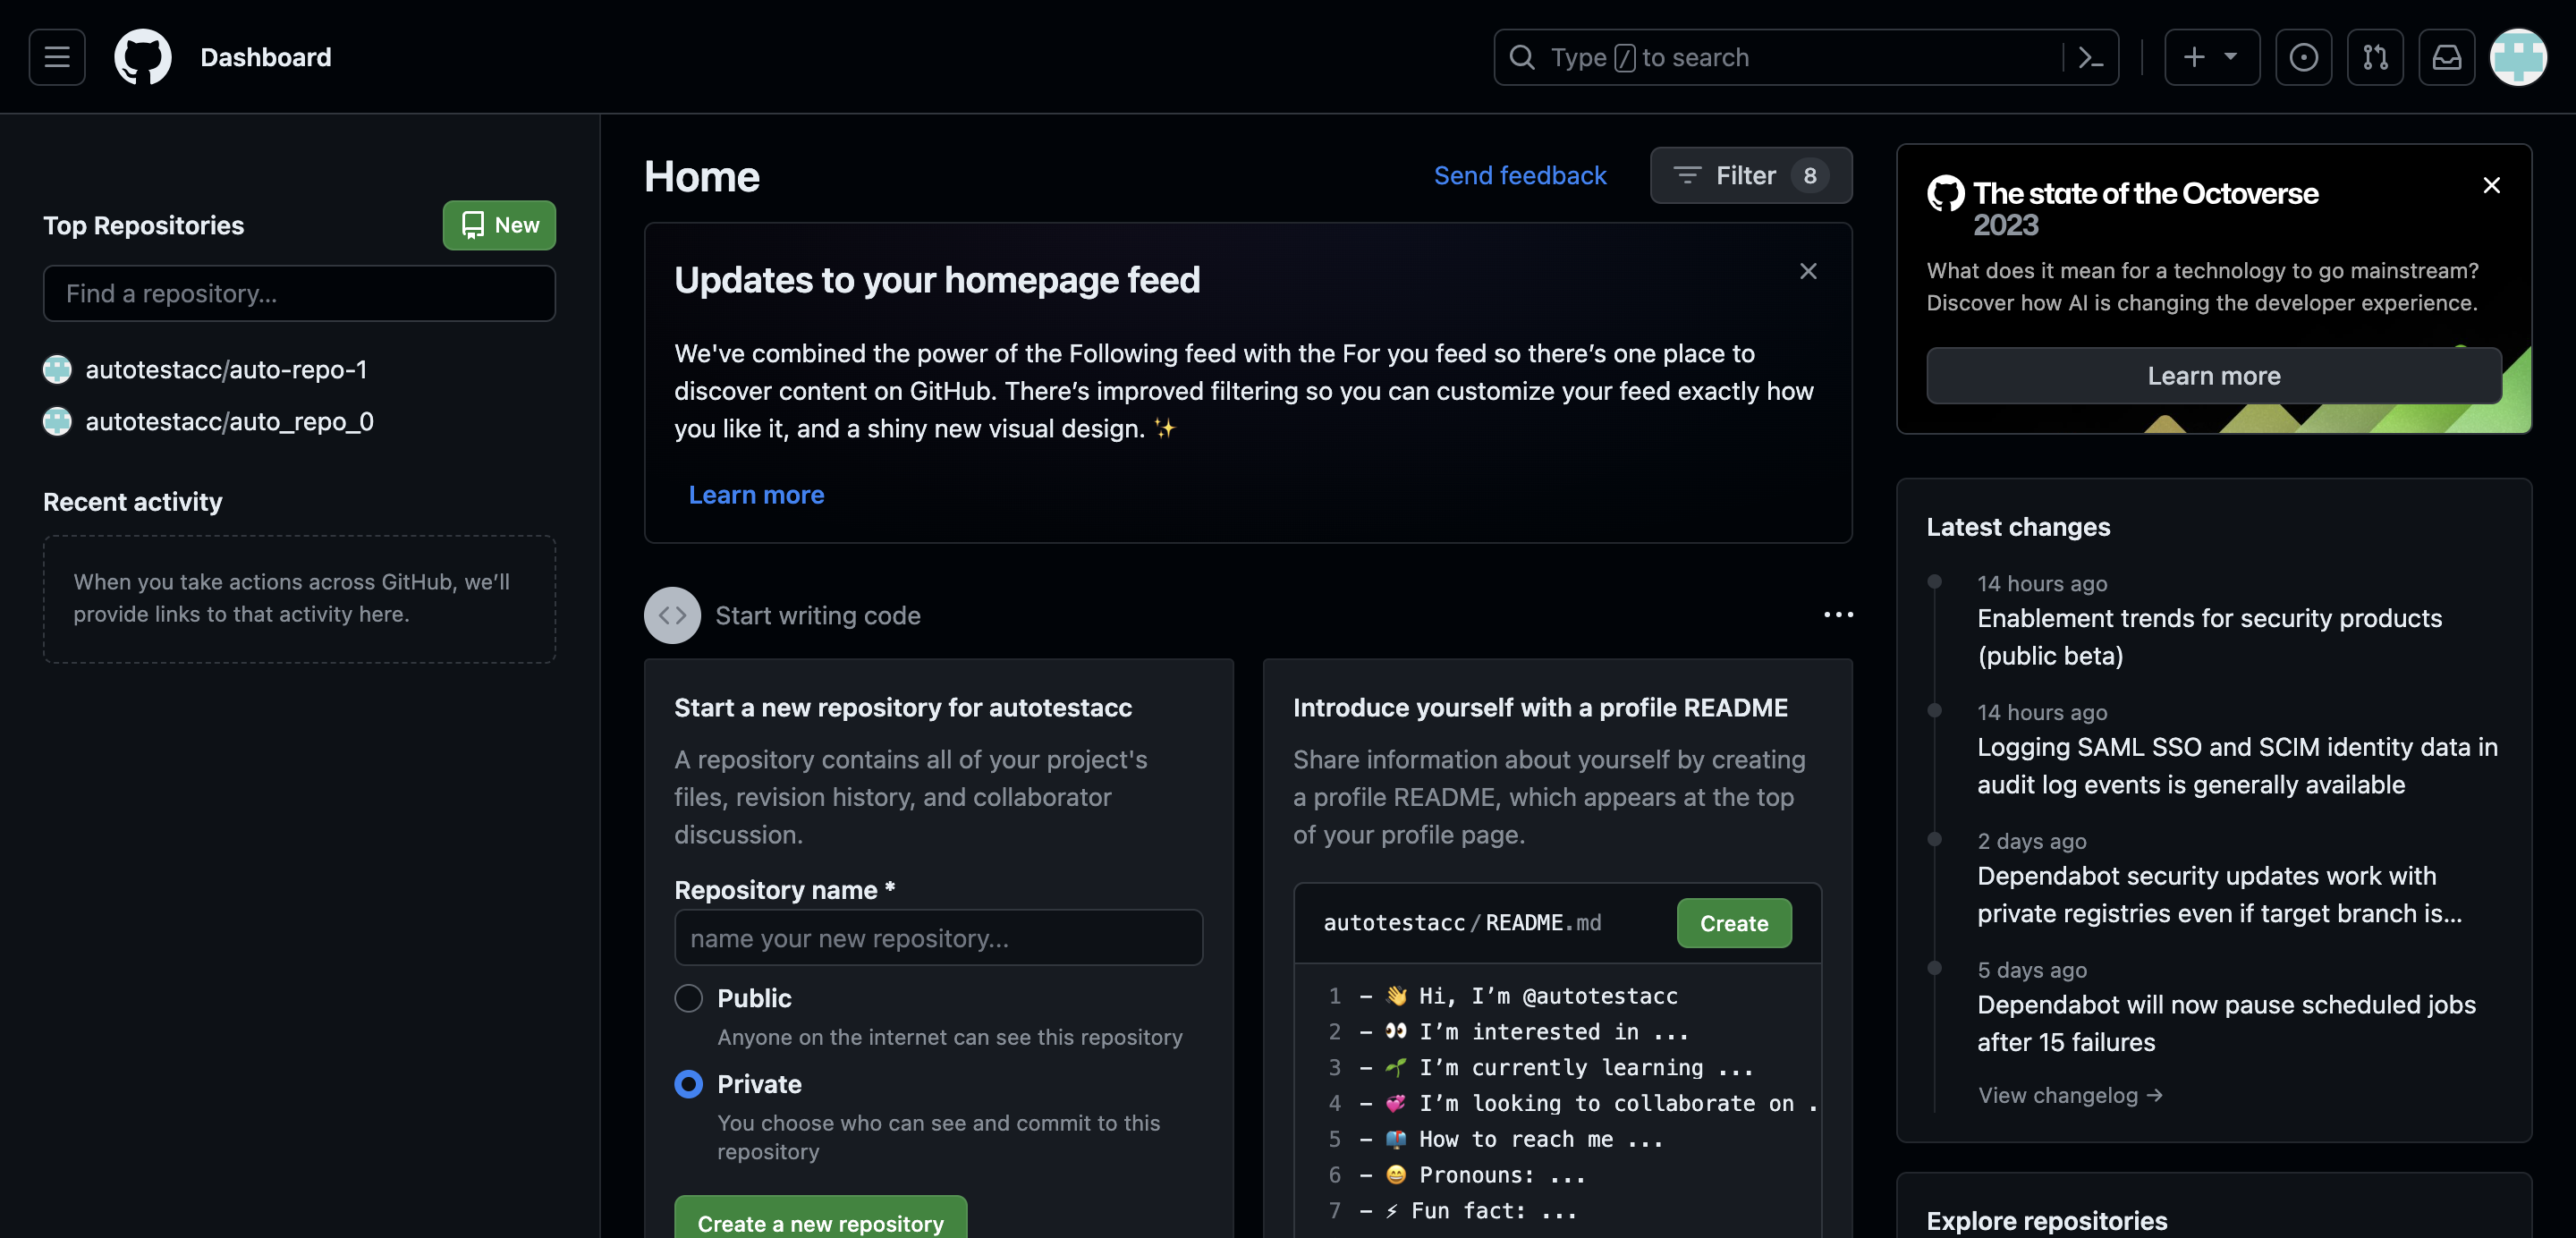 Dashboard
Type / to search
Top Repositories
New
Find a repository...
autotestacc/auto-repo-1
autotestacc/auto_repo_0
Recent activity
When you take actions across GitHub, we’ll
provide links to that activity here.
Home
Send feedback
Filter 8
Updates to your homepage feed
We've combined the power of the Following feed with the For you feed so there’s one place to
discover content on GitHub. There’s improved filtering so you can customize your feed exactly how
you like it, and a shiny new visual design. ✨
Learn more
Start writing code
Start a new repository for autotestacc
A repository contains all of your project's
files, revision history, and collaborator
discussion.
Repository name *
name your new repository...
Public
Anyone on the internet can see this repository
Private
You choose who can see and commit to this
repository
Create a new repository
Introduce yourself with a profile README
Share information about yourself by creating
a profile README, which appears at the top
of your profile page.
autotestacc/README.md
Create
1 - 👋 Hi, I’m @autotestacc
2 - 👀 I’m interested in ...
3 - 🌱 I’m currently learning ...
4 - 💞️ I’m looking to collaborate on .
5 - 📫 How to reach me ...
6 - 😄 Pronouns: ...
7 - ⚡ Fun fact: ...
The state of the Octoverse
2023
What does it mean for a technology to go mainstream?
Discover how AI is changing the developer experience.
Learn more
Latest changes
14 hours ago
Enablement trends for security products
(public beta)
14 hours ago
Logging SAML SSO and SCIM identity data in
audit log events is generally available
2 days ago
Dependabot security updates work with
private registries even if target branch is...
5 days ago
Dependabot will now pause scheduled jobs
after 15 failures
View changelog →
Explore repositories